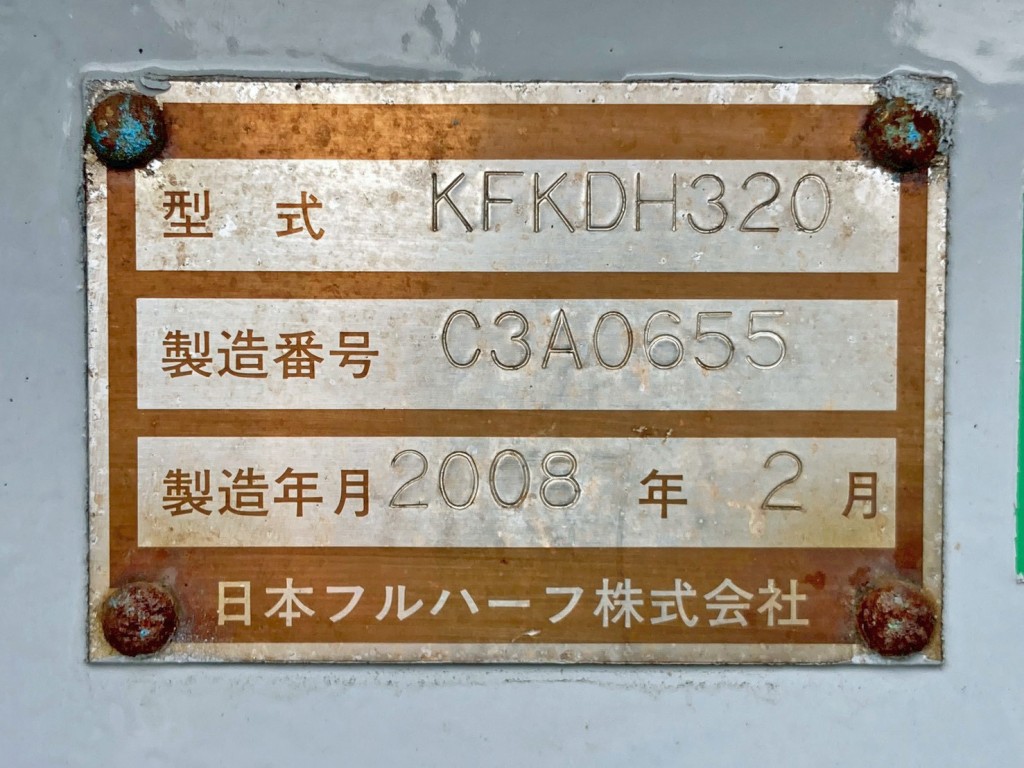 型 式 KFKDH320
製造番号 C3A0655
製造年月 2008 年 2 月
日本フルハーフ株式会社